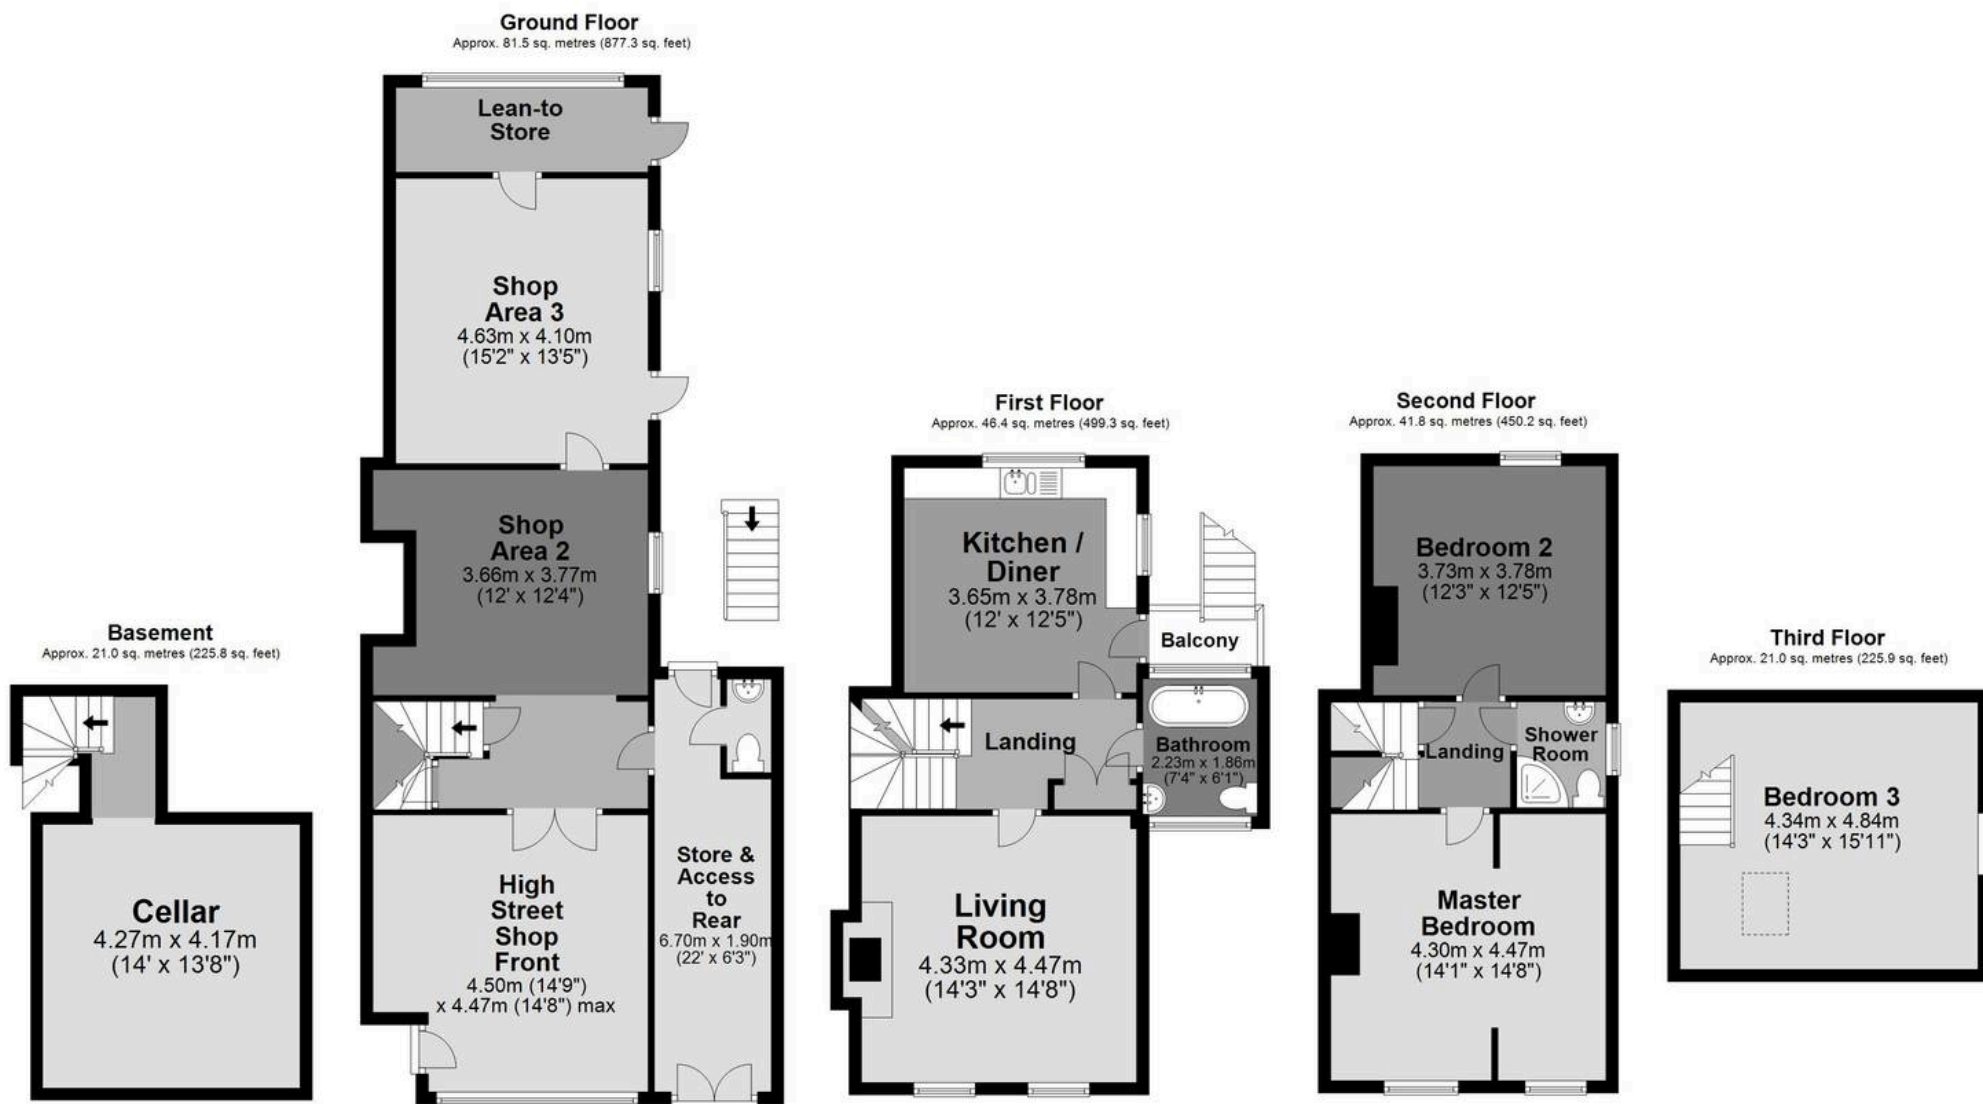 Ground Floor
Approx. 81.5 sq. metres (877.3 sq. feet)
Lean-to
Store
Shop
Area 3
4.63m x 4.10m
(15'2" x 13'5")
Shop
Area 2
3.66m x 3.77m
(12' x 12'4")
High
Street
Shop
Front
4.50m (14'9")
x 4.47m (14'8") max
Store &
Access
to
Rear
6.70m x 1.90m
(22' x 6'3")
Basement
Approx. 21.0 sq. metres (225.8 sq. feet)
Cellar
4.27m x 4.17m
(14' x 13'8")
First Floor
Approx. 46.4 sq. metres (499.3 sq. feet)
Kitchen /
Diner
3.65m x 3.78m
(12' x 12'5")
Balcony
Landing
Bathroom
2.23m x 1.86m
(7'4" x 6'1")
Living
Room
4.33m x 4.47m
(14'3" x 14'8")
Second Floor
Approx. 41.8 sq. metres (450.2 sq. feet)
Bedroom 2
3.73m x 3.78m
(12'3" x 12'5")
Landing
Shower
Room
Master
Bedroom
4.30m x 4.47m
(14'1" x 14'8")
Third Floor
Approx. 21.0 sq. metres (225.9 sq. feet)
Bedroom 3
4.34m x 4.84m
(14'3" x 15'11")